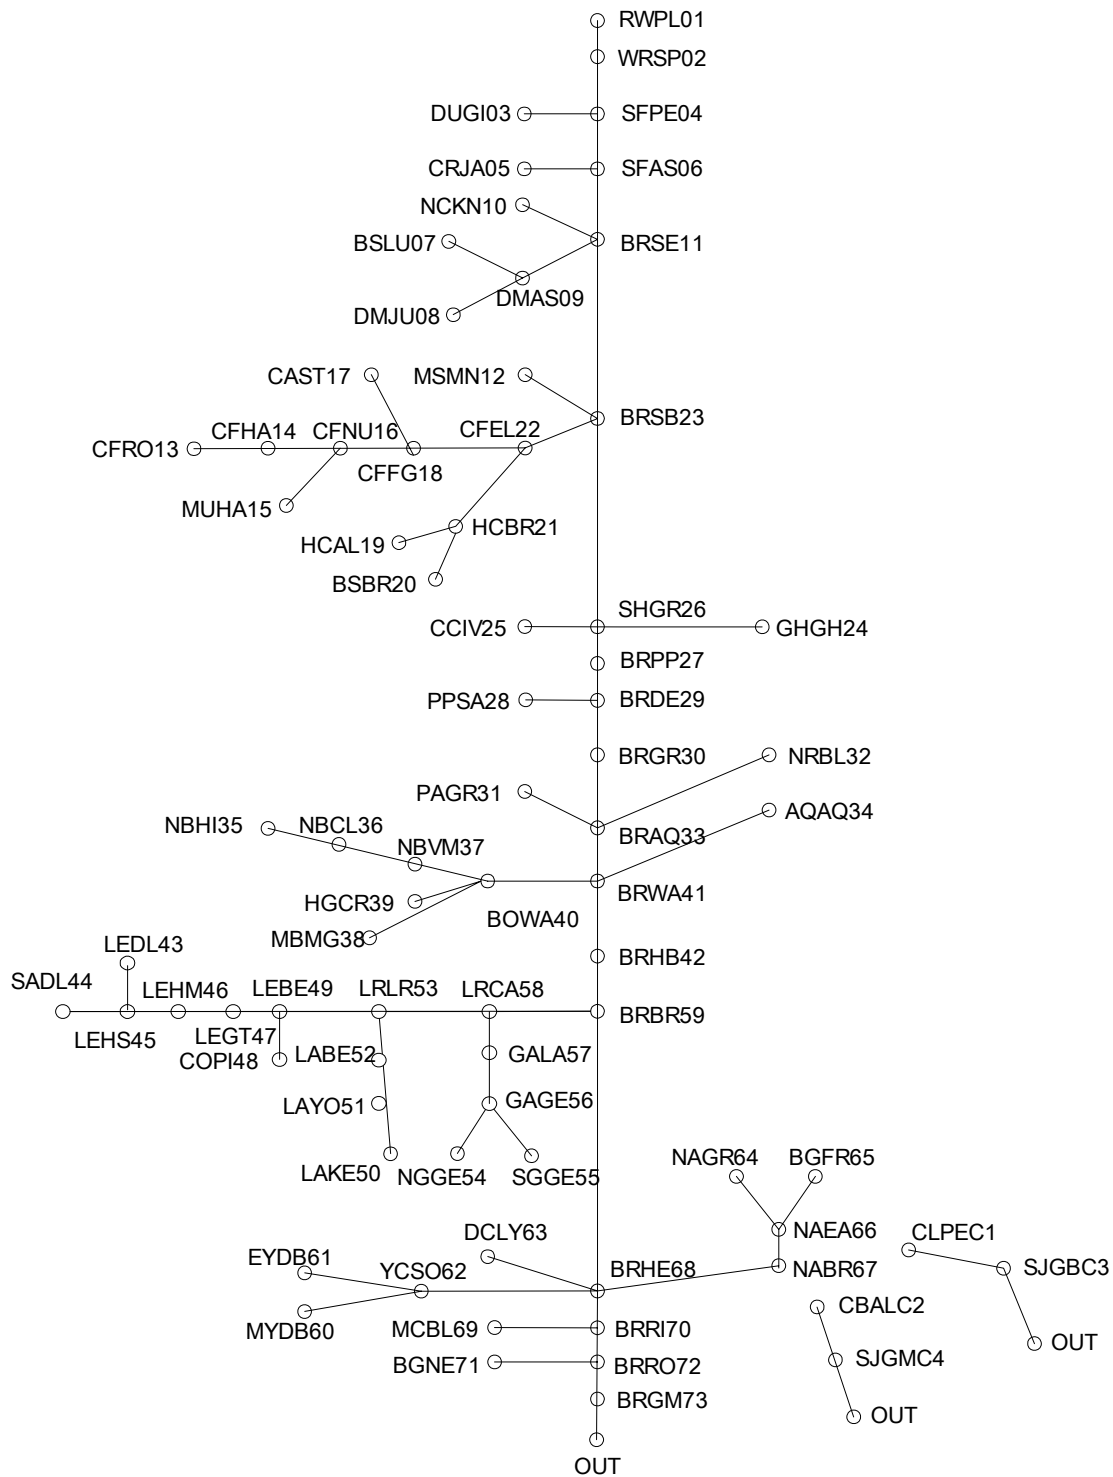 RWPL01
WRSP02
DUGI03 SFPE04
CRJA05 SFAS06
NCKN10
BSLU07 BRSE11
DMAS09
DMJU08
CAST17 MSMN12
BRSB23
CFHA14 CFNU16 CFEL22
CFRO13
CFFG18
MUHA15
HCBR21
HCAL19
BSBR20
SHGR26
CCIV25 GHGH24
BRPP27
PPSA28 BRDE29
BRGR30 NRBL32
PAGR31
AQAQ34
NBHI35 NBCL36
BRAQ33
NBVM37
BRWA41
HGCR39
BOWA40
MBMG38
LEDL43
BRHB42
SADL44
LEHM46 LEBE49 LRLR53 LRCA58
BRBR59
LEHS45 LEGT47
COPI48 LABE52 GALA57
LAYO51 GAGE56
NAGR64 BGFR65
LAKE50 NGGE54 SGGE55
NAEA66 CLPEC1
DCLY63
EYDB61
YCSO62 BRHE68 NABR67 SJGBC3
CBALC2
MYDB60 MCBL69 BRRI70
OUT
BGNE71 BRRO72 SJGMC4
BRGM73
OUT
OUT